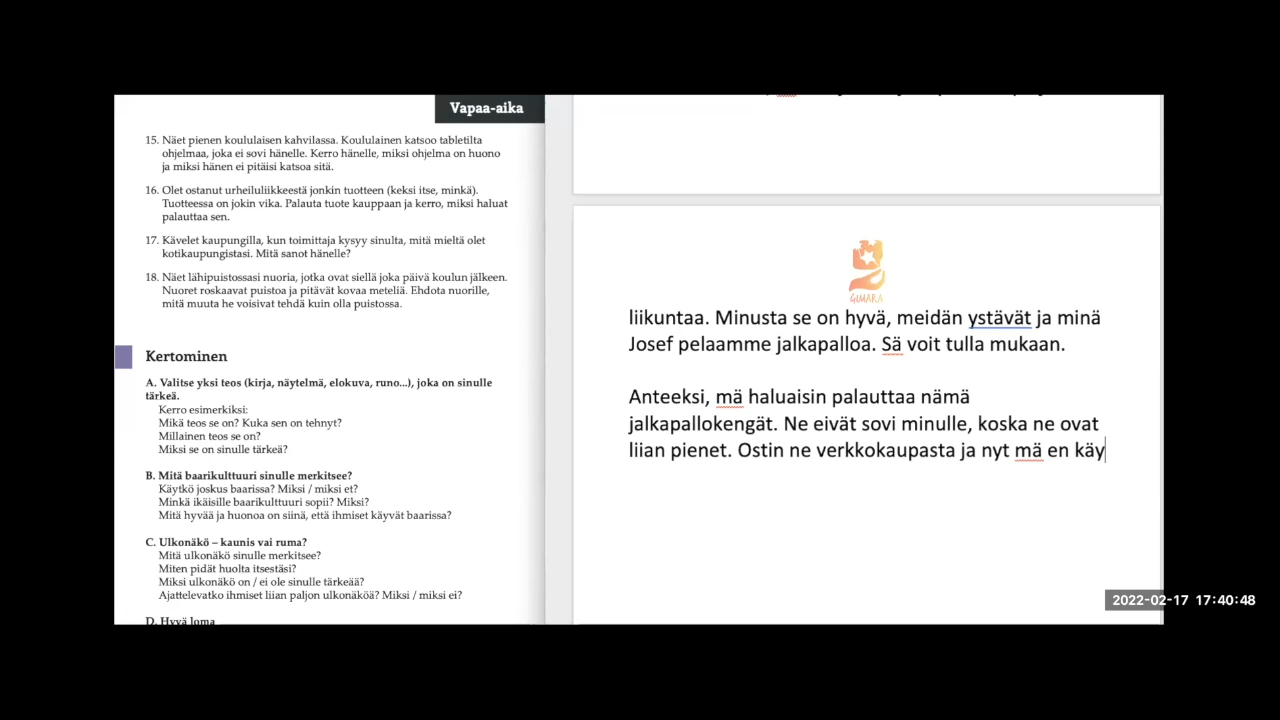 Vapaa-aika
15. Näet pienen koululaisen kahvilassa. Koululainen katsoo tabletilta
ohjelmaa, joka ei sovi hänelle. Kerro hänelle, miksi ohjelma on huono
ja miksi hänen ei pitäisi katsoa sitä.
16. Olet ostanut urheiluliikkeestä jonkin tuotteen (keksi itse, minkä).
Tuotteessa on jokin vika. Palauta tuote kauppaan ja kerro, miksi haluat
palauttaa sen.
17. Kävelet kaupungilla, kun toimittaja kysyy sinulta, mitä mieltä olet
kotikaupungistasi. Mitä sanot hänelle?
18. Näet lähipuistossasi nuoria, jotka ovat siellä joka päivä koulun jälkeen.
Nuoret roskaavat puistoa ja pitävät kovaa meteliä. Ehdota nuorille,
mitä muuta he voisivat tehdä kuin olla puistossa.
Kertominen
A. Valitse yksi teos (kirja, näytelmä, elokuva, runo...), joka on sinulle
tärkeä.
Kerro esimerkiksi:
Mikä teos se on? Kuka sen on tehnyt?
Millainen teos se on?
Miksi se on sinulle tärkeä?
B. Mitä baarikulttuuri sinulle merkitsee?
Käytkö joskus baarissa? Miksi / miksi et?
Minkä ikäisille baarikulttuuri sopii? Miksi?
Mitä hyvää ja huonoa on siinä, että ihmiset käyvät baarissa?
C. Ulkonäkö – kaunis vai ruma?
Mitä ulkonäkö sinulle merkitsee?
Miten pidät huolta itsestäsi?
Miksi ulkonäkö on / ei ole sinulle tärkeää?
Ajattelevatko ihmiset liian paljon ulkonäköä? Miksi / miksi ei?
D. Hyvä loma
GIMARA
liikuntaa. Minusta se on hyvä, meidän ystävät ja minä
Josef pelaamme jalkapalloa. Sä voit tulla mukaan.
Anteeksi, mä haluaisin palauttaa nämä
jalkapallokengät. Ne eivät sovi minulle, koska ne ovat
liian pienet. Ostin ne verkkokaupasta ja nyt mä en käy
2022-02-17 17:40:48